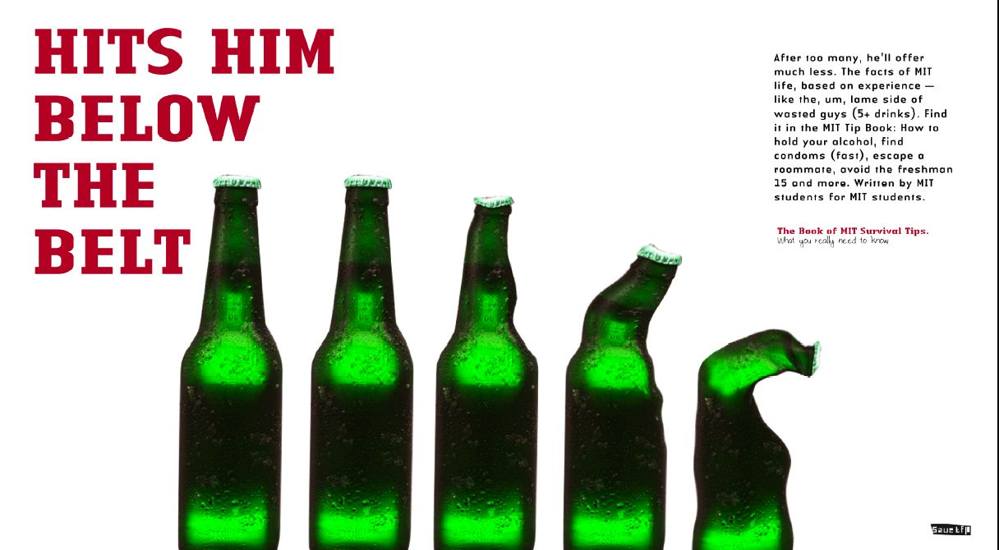 HITS HIM
BELOW
THE
BELT
After too many, he'll offer
much less. The facts of MIT
life, based on experience —
like the, um, lame side of
wasted guys (5+ drinks). Find
it in the MIT Tip Book: How to
hold your alcohol, find
condoms (fast), escape a
roommate, avoid the freshman
15 and more. Written by MIT
students for MIT students.
The Book of MIT Survival Tips.
What you really need to know